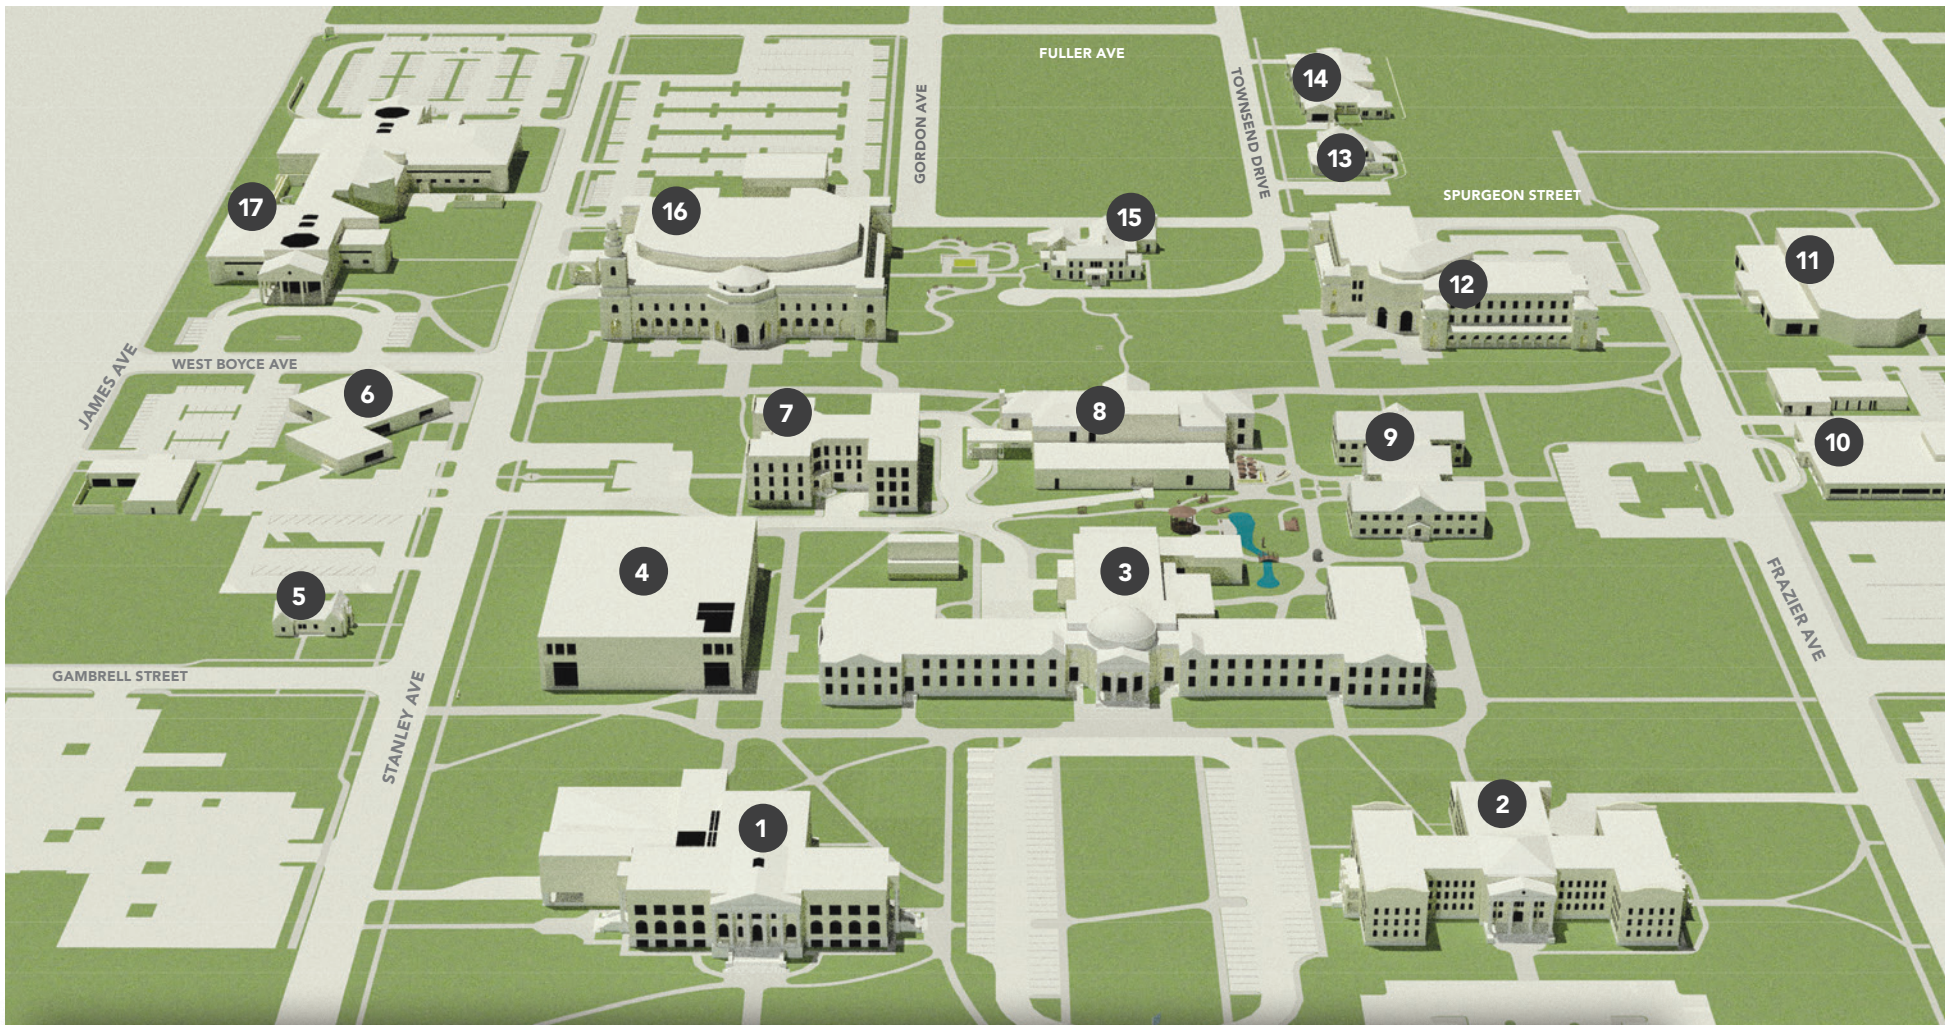 FULLER AVE
14
TOWNSEND DRIVE
GORDON AVE
13
SPURGEON STREET
17
16
15
11
12
JAMES AVE
WEST BOYCE AVE
6
7
8
9
10
3
4
5
FRAZIER AVE
GAMBRELL STREET
STANLEY AVE
1
2